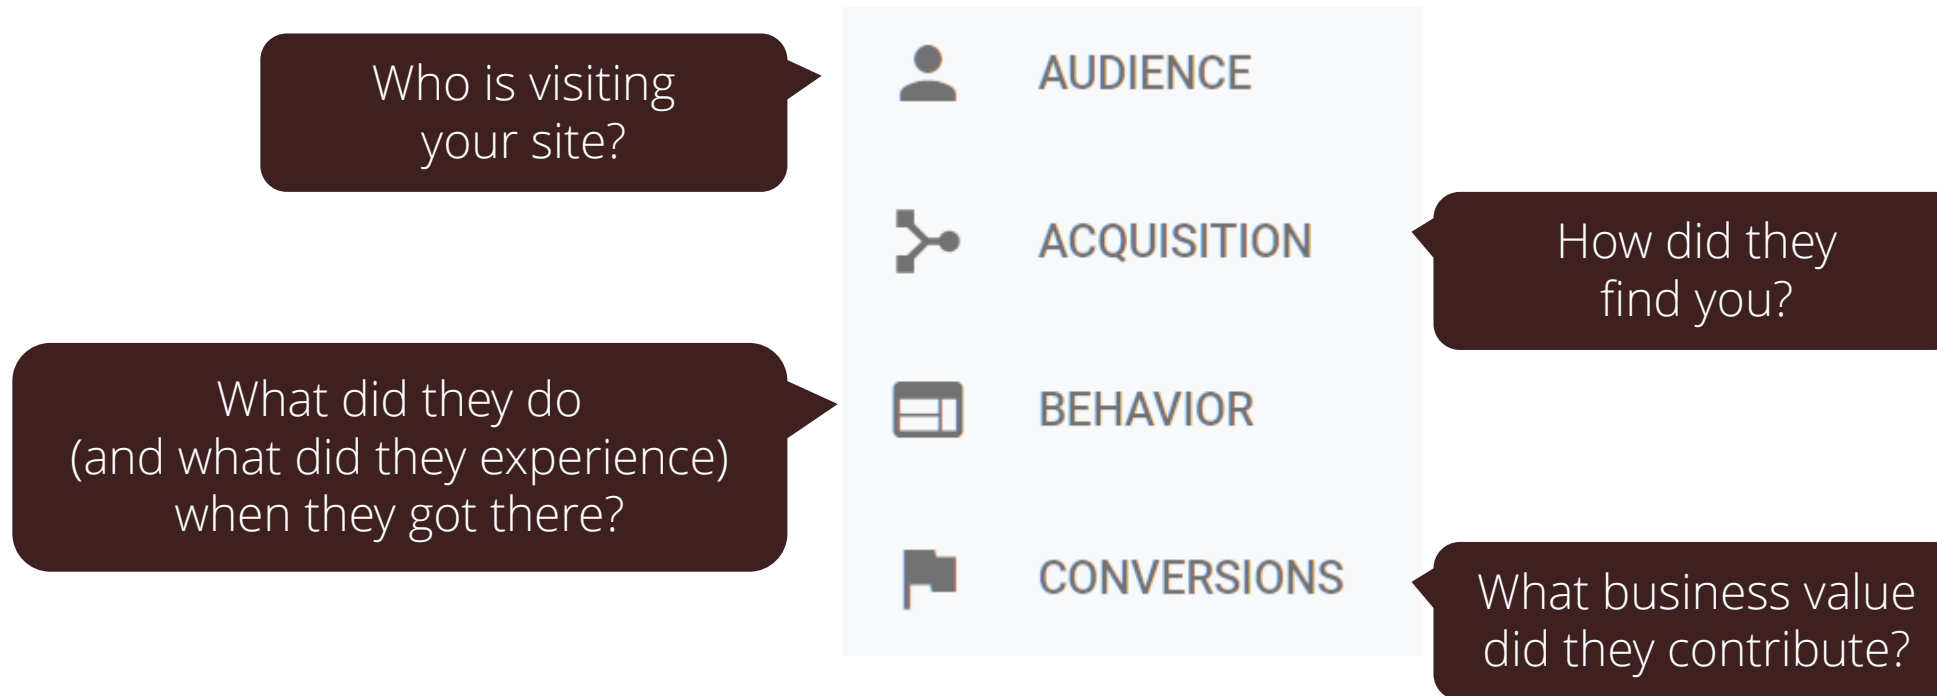 Who is visiting
your site?
AUDIENCE
ACQUISITION
How did they
find you?
What did they do
(and what did they experience)
when they got there?
BEHAVIOR
CONVERSIONS
What business value
did they contribute?